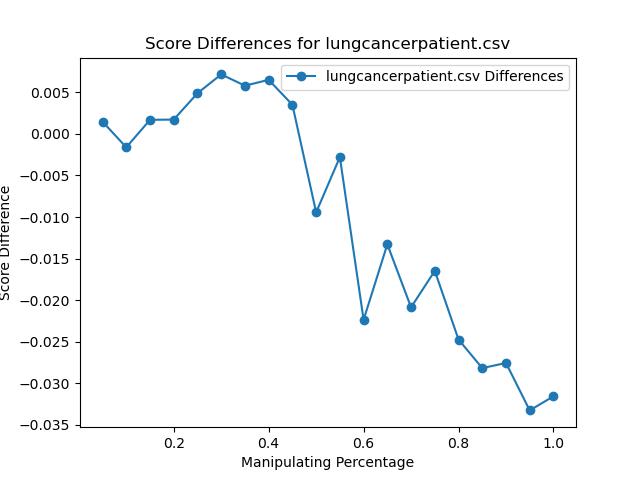 Score Differences for lungcancerpatient.csv
lungcancerpatient.csv Differences
0.005
0.000
−0.005
−0.010
−0.015
−0.020
−0.025
−0.030
−0.035
Score Difference
0.2 0.4 0.6 0.8 1.0
Manipulating Percentage